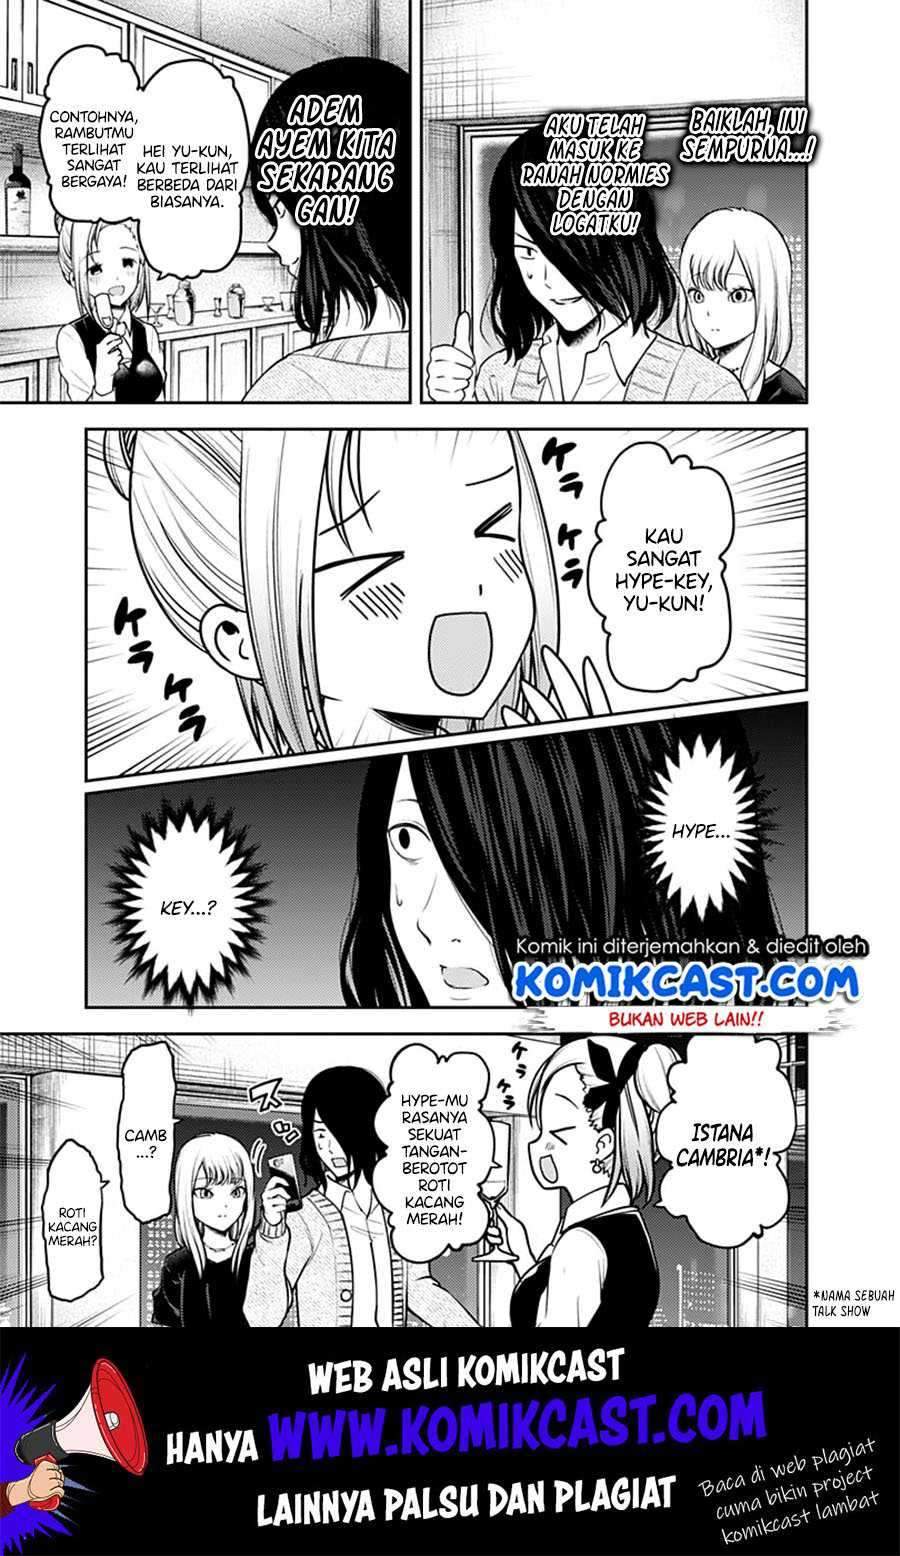 BAIKLAH, INI
SEMPURNA...!
AKU TELAH
MASUK KE
RANAH NORMIES
DENGAN
LOGATKU!
ADEM
AYEM KITA
SEKARANG
GAN!
HEI YU-KUN,
KAU TERLIHAT
BERBEDA DARI
BIASANYA.
CONTOHNYA,
RAMBUTMU
TERLIHAT
SANGAT
BERGAYA!
KAU
SANGAT
HYPE-KEY,
YU-KUN!
ケラ
ケラ
ケラ
ケラ
HYPE...
KEY...?
Komik ini diterjemahkan & diedit oleh
KOMIKCAST.COM
BUKAN WEB LAIN!!
ISTANA
CAMBRIA*!
HYPE-MU
RASANYA
SEKUAT
TANGAN-
BEROTOT
ROTI
KACANG
MERAH!
CAMB
...?
ROTI
KACANG
MERAH?
*NAMA SEBUAH
TALK SHOW
WEB ASLI KOMIKCAST
HANYA WWW.KOMIKCAST.COM
LAINNYA PALSU DAN PLAGIAT
Baca di web plagiat
cuma bikin project
komikcast lambat